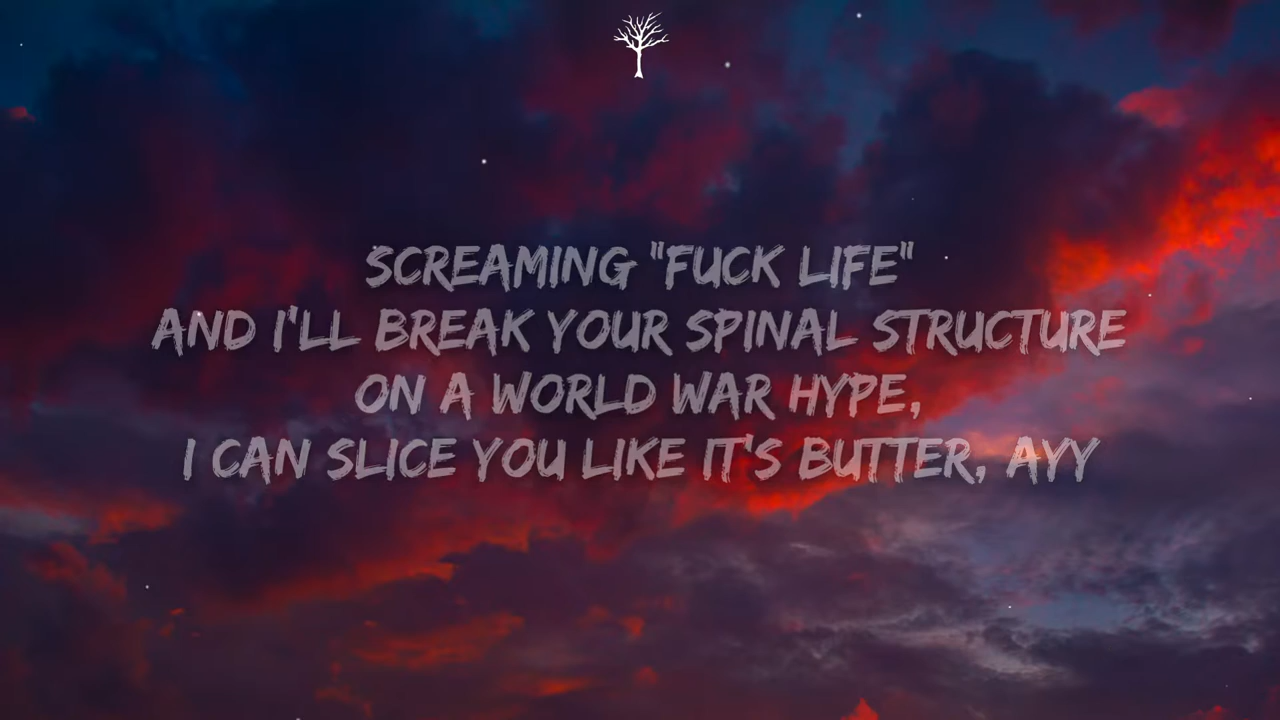 SCREAMING "FUCK LIFE"
AND I'LL BREAK YOUR SPINAL STRUCTURE
ON A WORLD WAR HYPE,
I CAN SLICE YOU LIKE IT'S BUTTER, AYY